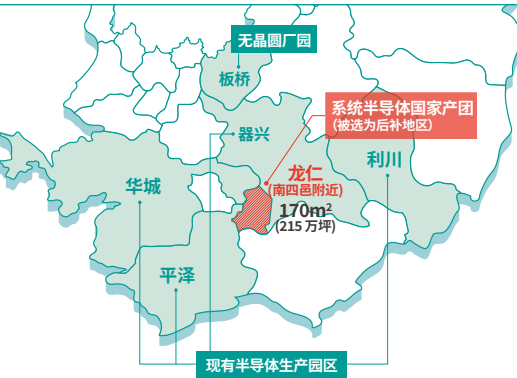 无晶圆厂园
板桥
系统半导体国家产团
(被选为后补地区)
器兴
利川
龙仁
(南四邑附近)
华城
170m²
(215 万坪)
平泽
现有半导体生产园区